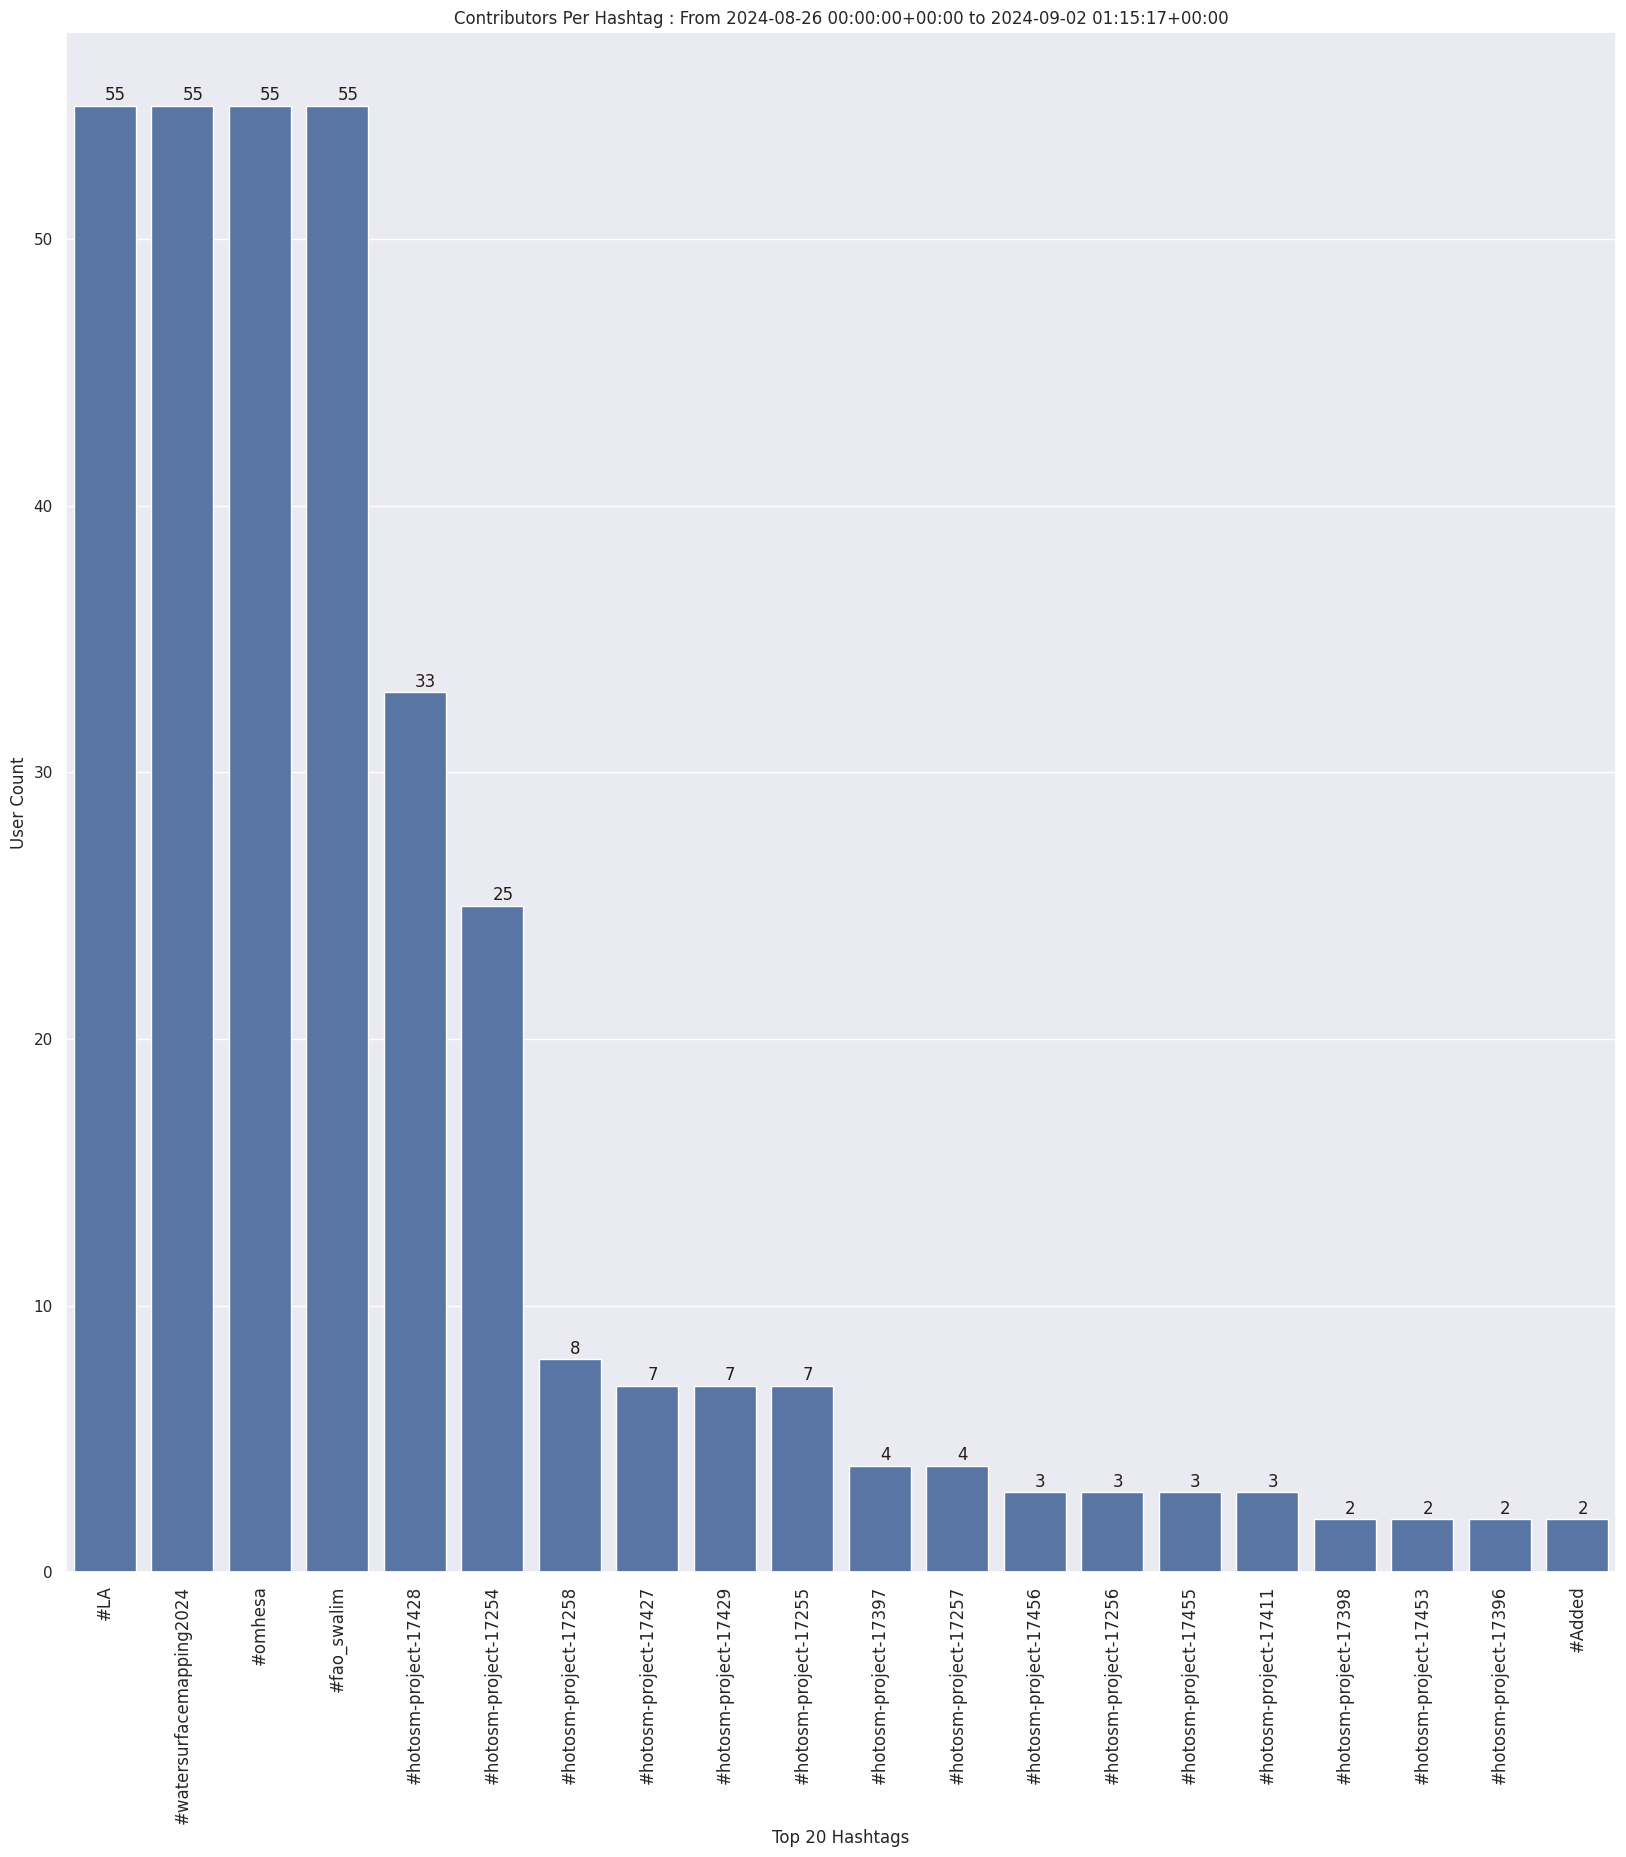 Contributors Per Hashtag : From 2024-08-26 00:00:00+00:00 to 2024-09-02 01:15:17+00:00
User Count
50
40
30
20
10
0
55
55
55
55
33
25
8
7
7
7
4
4
3
3
3
3
2
2
2
2
#LA
#watersurfacemapping2024
#omhesa
#fao_swalim
#hotosm-project-17428
#hotosm-project-17254
#hotosm-project-17258
#hotosm-project-17427
#hotosm-project-17429
#hotosm-project-17255
#hotosm-project-17397
#hotosm-project-17257
#hotosm-project-17456
#hotosm-project-17256
#hotosm-project-17455
#hotosm-project-17411
#hotosm-project-17398
#hotosm-project-17453
#hotosm-project-17396
#Added
Top 20 Hashtags